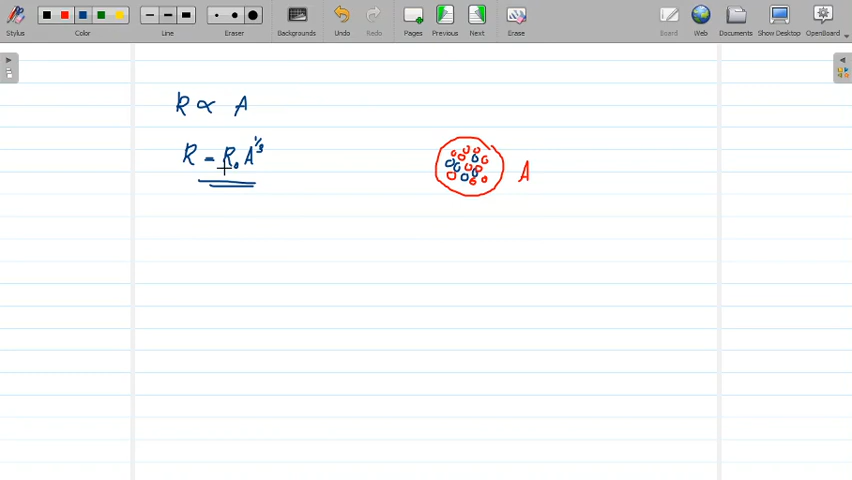 Stylus Color Line Eraser Backgrounds Undo Redo Pages Previous Next Erase Board Web Documents Show Desktop OpenBoard
R ∝ A
R = R₀ A^1/3
A